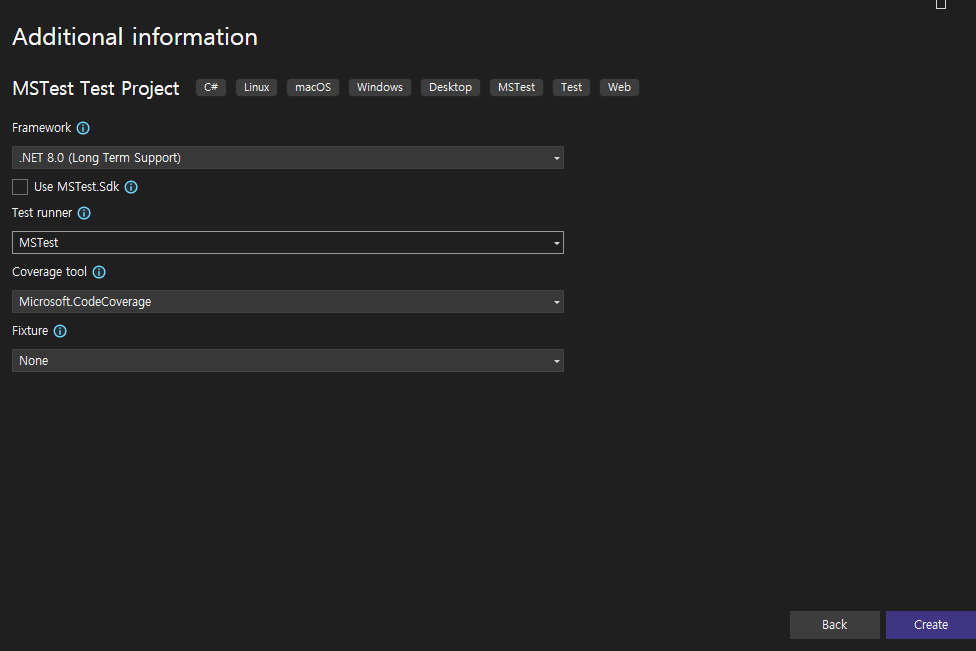 Additional information
MSTest Test Project C# Linux macOS Windows Desktop MSTest Test Web
Framework
.NET 8.0 (Long Term Support)
Use MSTest.Sdk
Test runner
MSTest
Coverage tool
Microsoft.CodeCoverage
Fixture
None
Back Create